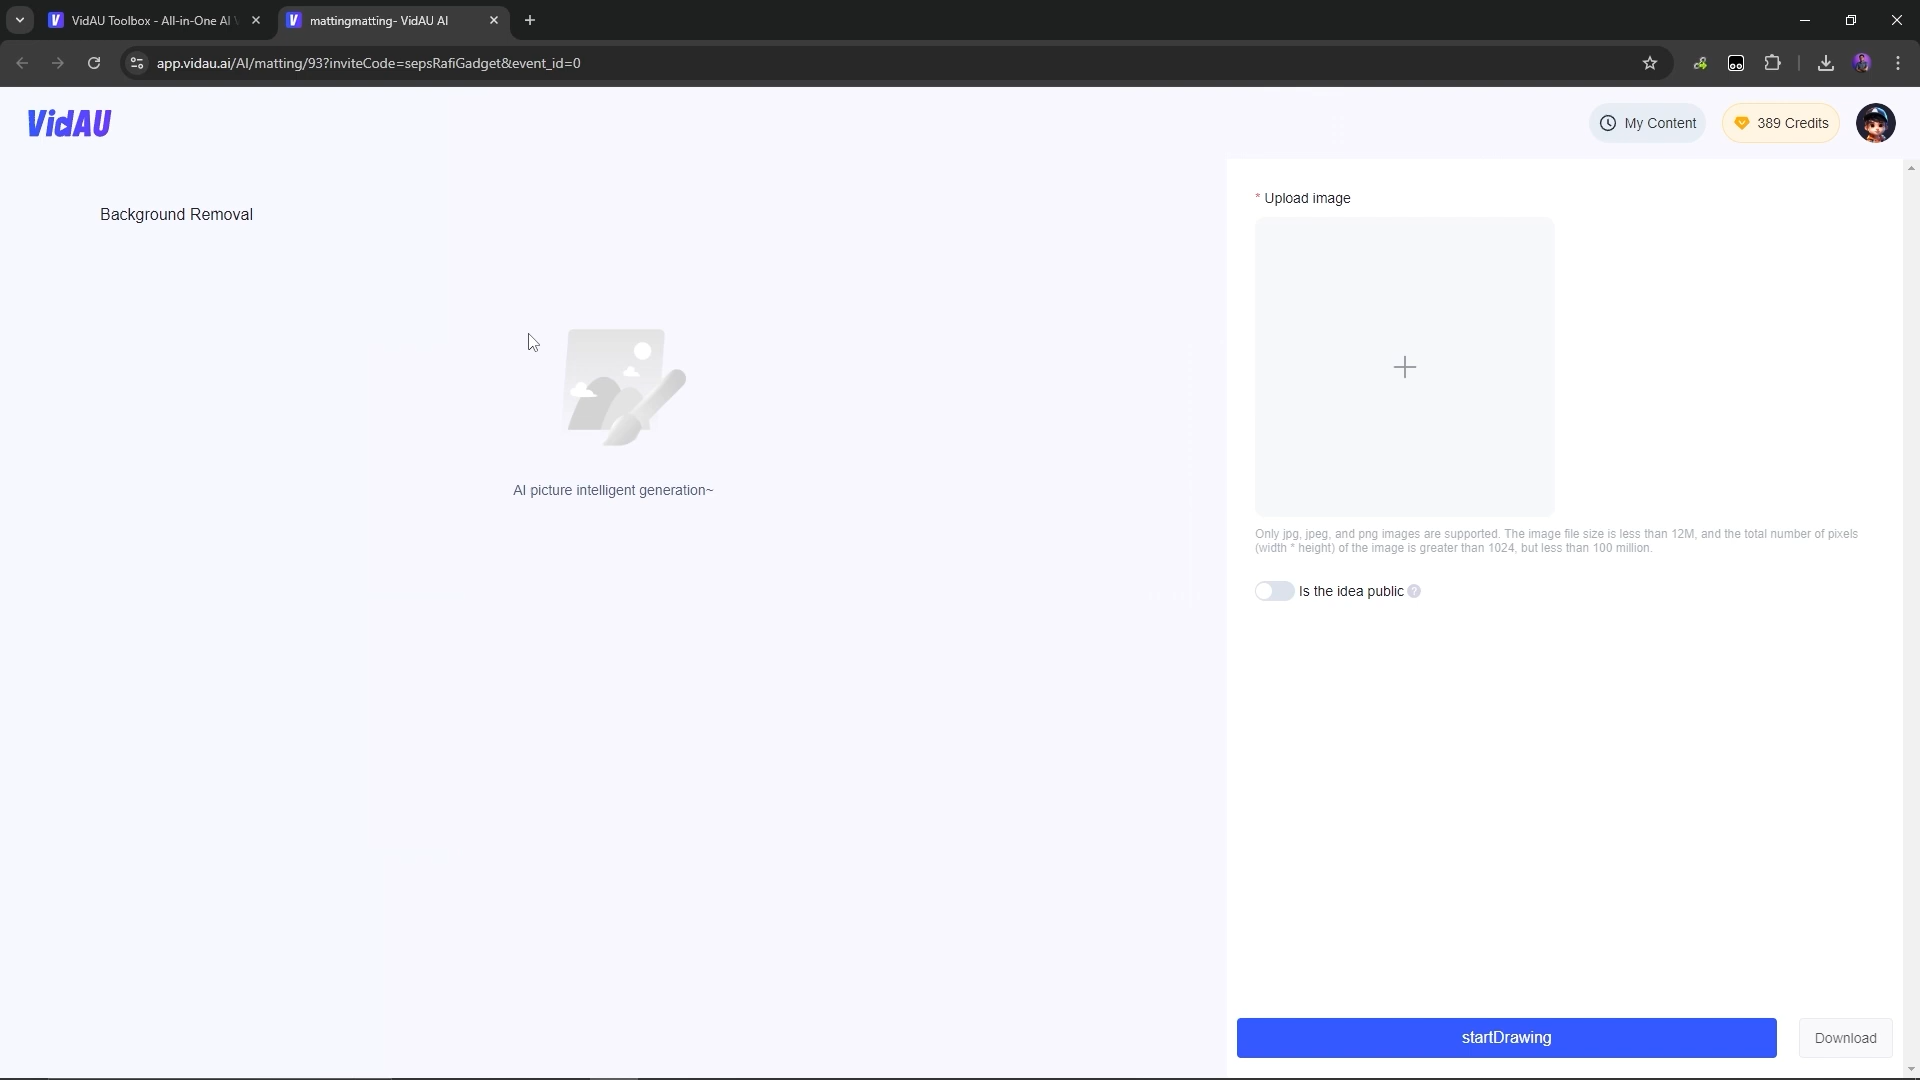 VidAU Toolbox - All-in-One AI V
mattingmatting- VidAU AI
app.vidau.ai/AI/matting/93?inviteCode=sepsRafiGadget&event_id=0
VidAU
My Content
389 Credits
Background Removal
* Upload image
AI picture intelligent generation~
Only jpg, jpeg, and png images are supported. The image file size is less than 12M, and the total number of pixels
(width * height) of the image is greater than 1024, but less than 100 million.
Is the idea public ?
startDrawing
Download